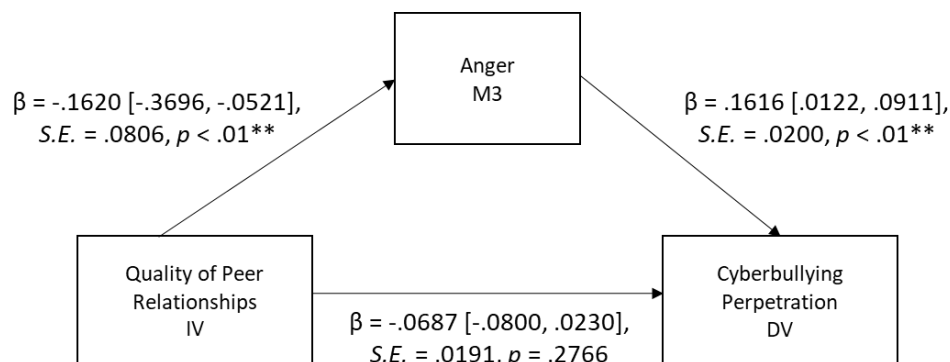 Anger
M3
β = -.1620 [-.3696, -.0521],
S.E. = .0806, p < .01**
β = .1616 [.0122, .0911],
S.E. = .0200, p < .01**
Quality of Peer
Relationships
IV
Cyberbullying
Perpetration
DV
β = -.0687 [-.0800, .0230],
S.E. = .0191, p = .2766